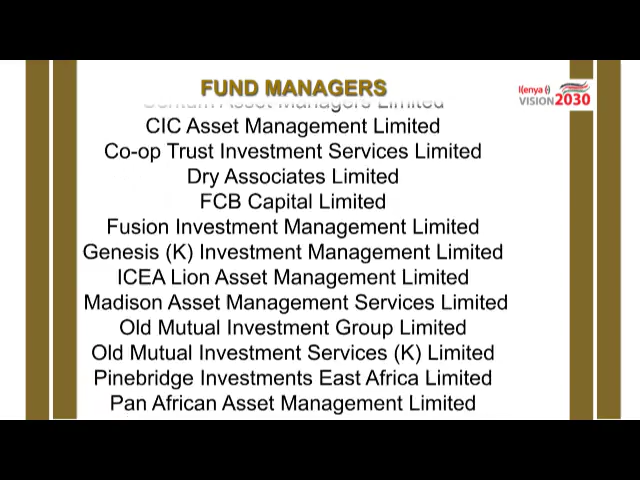 FUND MANAGERS
Kenya
VISION 2030
Asset Managers Limited
CIC Asset Management Limited
Co-op Trust Investment Services Limited
Dry Associates Limited
FCB Capital Limited
Fusion Investment Management Limited
Genesis (K) Investment Management Limited
ICEA Lion Asset Management Limited
Madison Asset Management Services Limited
Old Mutual Investment Group Limited
Old Mutual Investment Services (K) Limited
Pinebridge Investments East Africa Limited
Pan African Asset Management Limited